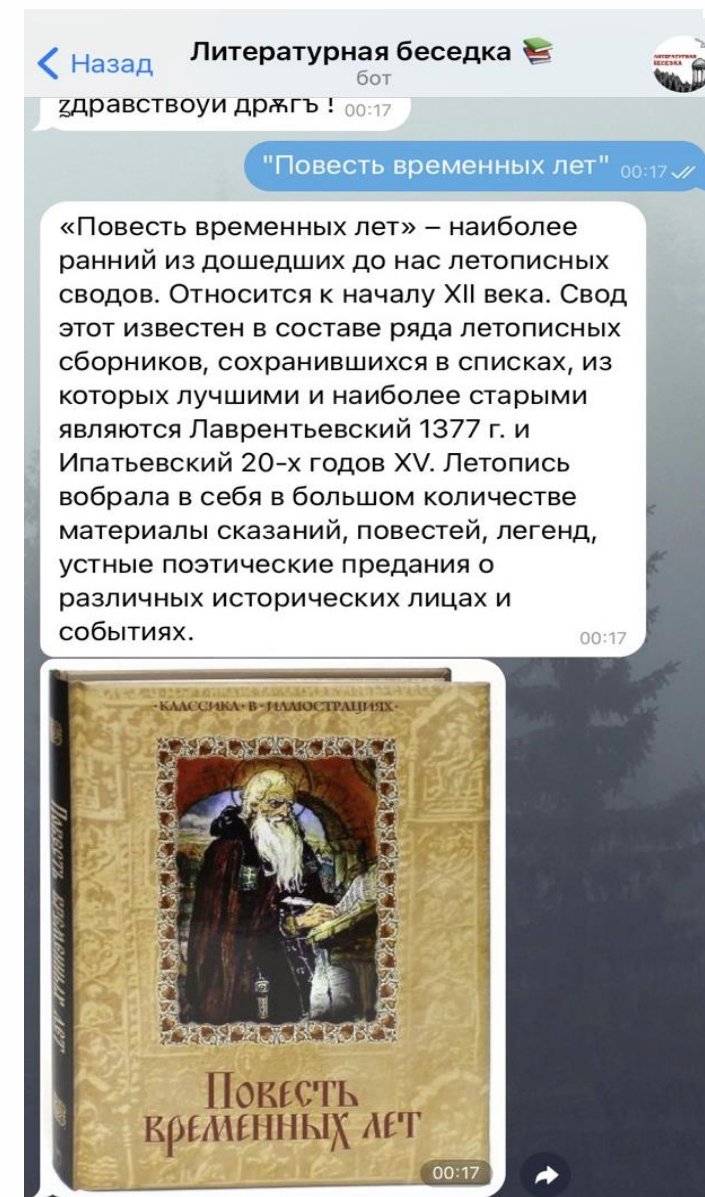 Назад
Литературная беседка 📚
бот
ꙁдравствоуи дрѫгъ ! 00:17
"Повесть временных лет" 00:17
«Повесть временных лет» – наиболее
ранний из дошедших до нас летописных
сводов. Относится к началу XII века. Свод
этот известен в составе ряда летописных
сборников, сохранившихся в списках, из
которых лучшими и наиболее старыми
являются Лаврентьевский 1377 г. и
Ипатьевский 20-х годов XV. Летопись
вобрала в себя в большом количестве
материалы сказаний, повестей, легенд,
устные поэтические предания о
различных исторических лицах и
событиях. 00:17
·КЛАССИКА·В·ИЛЛЮСТРАЦИЯХ·
Повесть временных лет
Повесть
временных лет
00:17